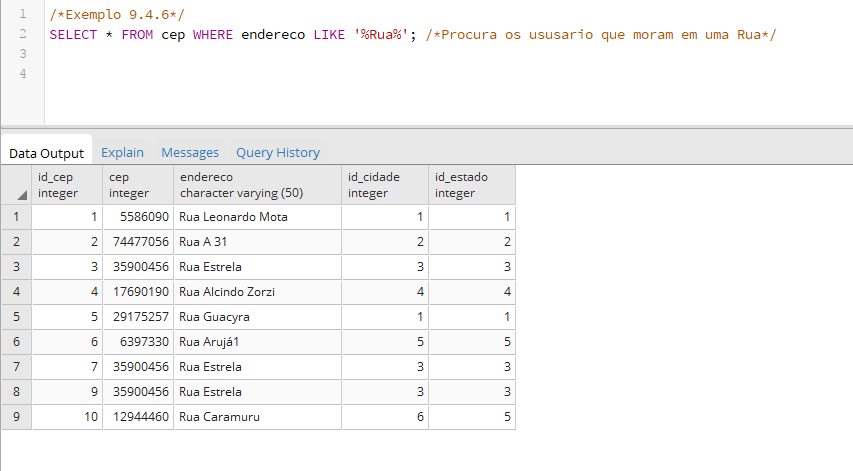 1 /*Exemplo 9.4.6*/
2 SELECT * FROM cep WHERE endereco LIKE '%Rua%'; /*Procura os ususario que moram em uma Rua*/
3
4
Data Output Explain Messages Query History
id_cep cep endereco id_cidade id_estado
integer integer character varying (50) integer integer
1 1 5586090 Rua Leonardo Mota 1 1
2 2 74477056 Rua A 31 2 2
3 3 35900456 Rua Estrela 3 3
4 4 17690190 Rua Alcindo Zorzi 4 4
5 5 29175257 Rua Guacyra 1 1
6 6 6397330 Rua Arujá1 5 5
7 7 35900456 Rua Estrela 3 3
8 9 35900456 Rua Estrela 3 3
9 10 12944460 Rua Caramuru 6 5